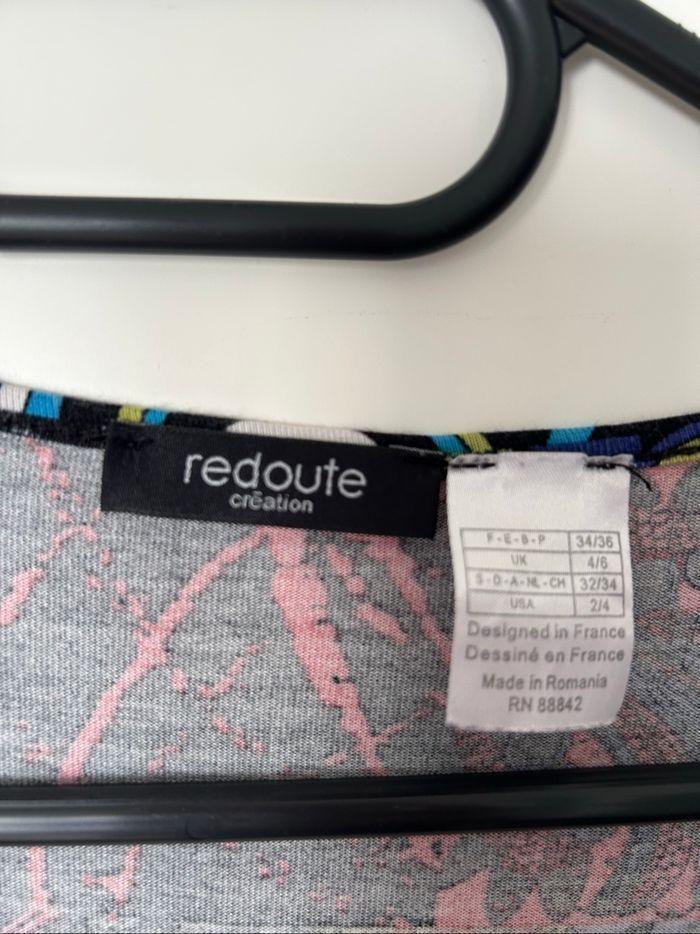 redoute
crēation
F-E-B-P 34/36
UK 4/6
S-D-A-NL-CH 32/34
USA 2/4
Designed in France
Dessiné en France
Made in Romania
RN 88842